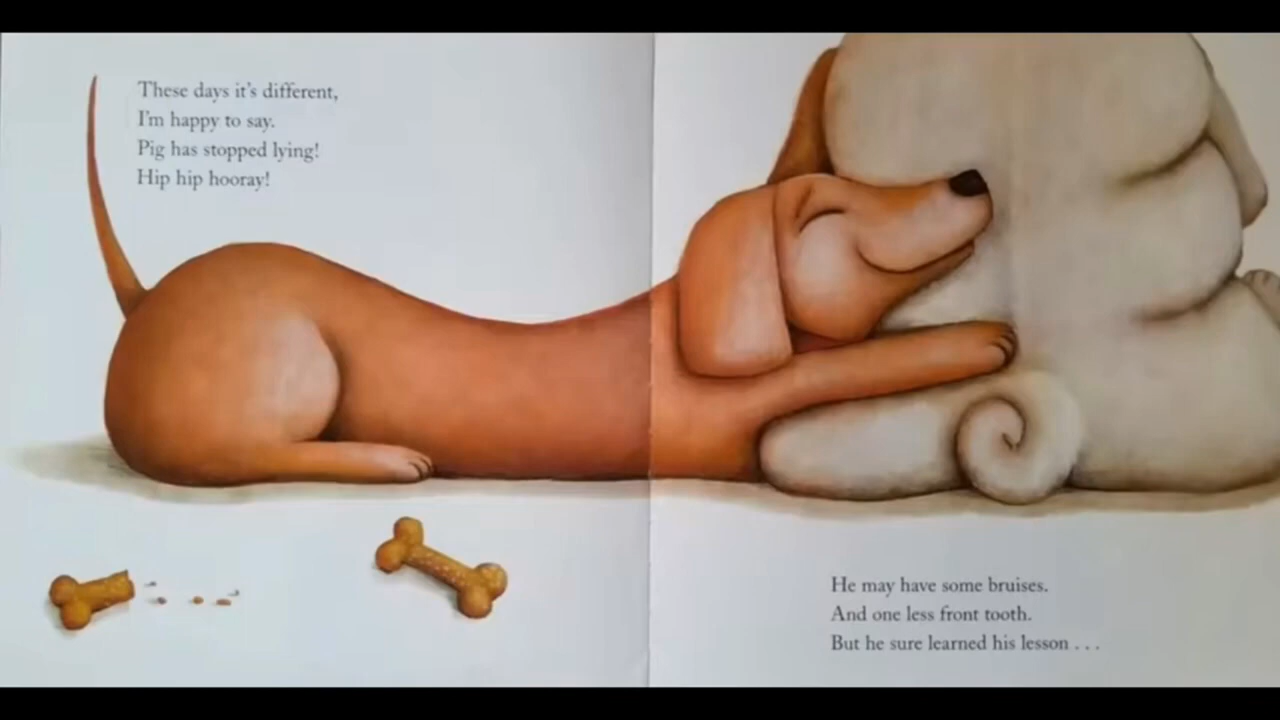 These days it's different,
I'm happy to say.
Pig has stopped lying!
Hip hip hooray!
He may have some bruises.
And one less front tooth.
But he sure learned his lesson . . .